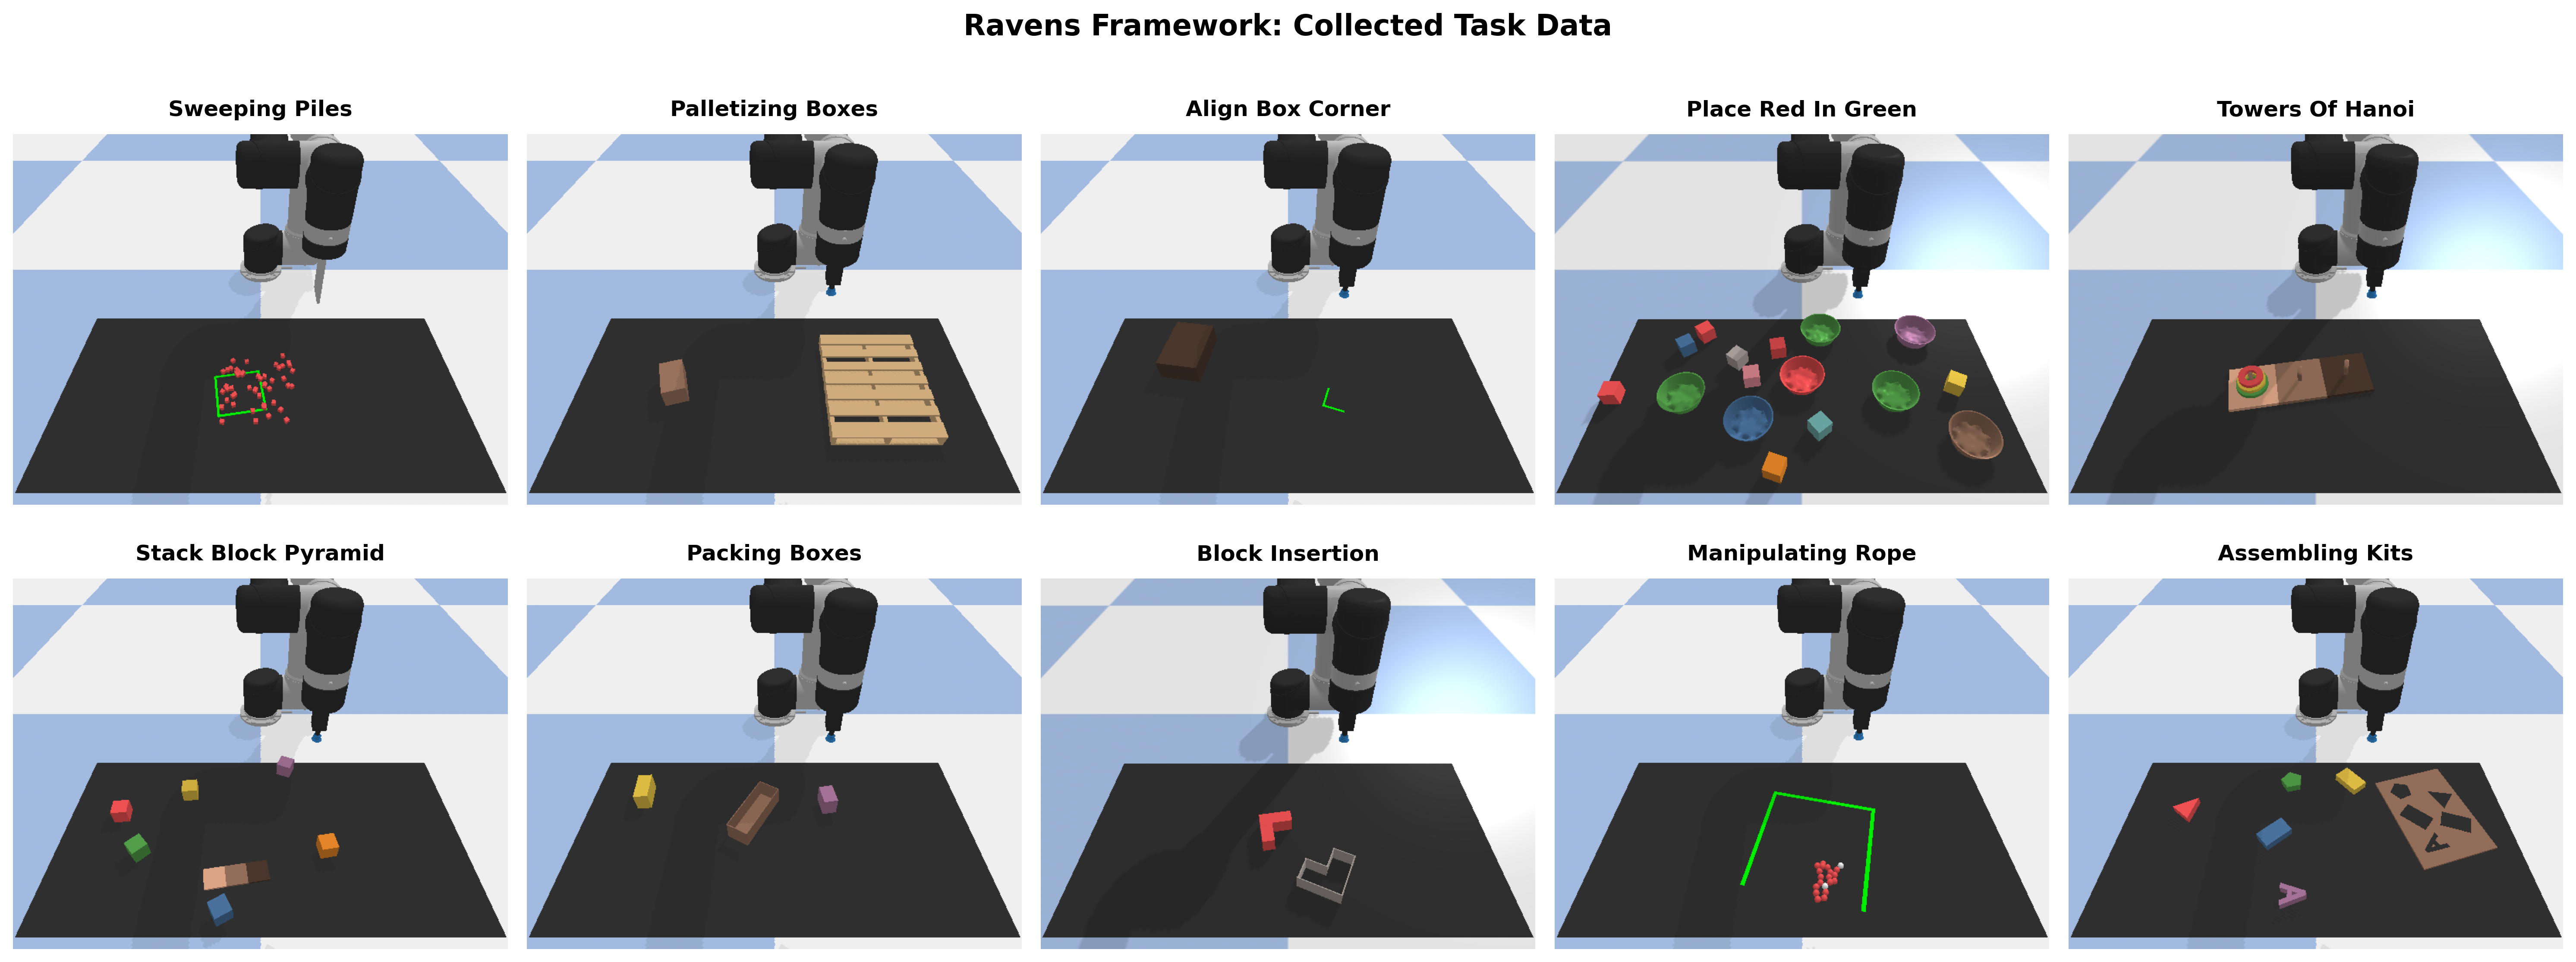 Ravens Framework: Collected Task Data
Sweeping Piles
Palletizing Boxes
Align Box Corner
Place Red In Green
Towers Of Hanoi
Stack Block Pyramid
Packing Boxes
Block Insertion
Manipulating Rope
Assembling Kits